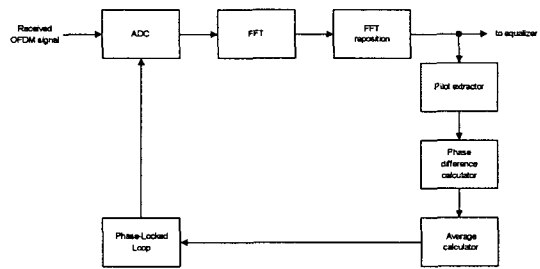 Received
OFDM signal
ADC
FFT
FFT
reposition
to equalizer
Pilot extractor
Phase
difference
calculator
Average
calculator
Phase-Locked
Loop